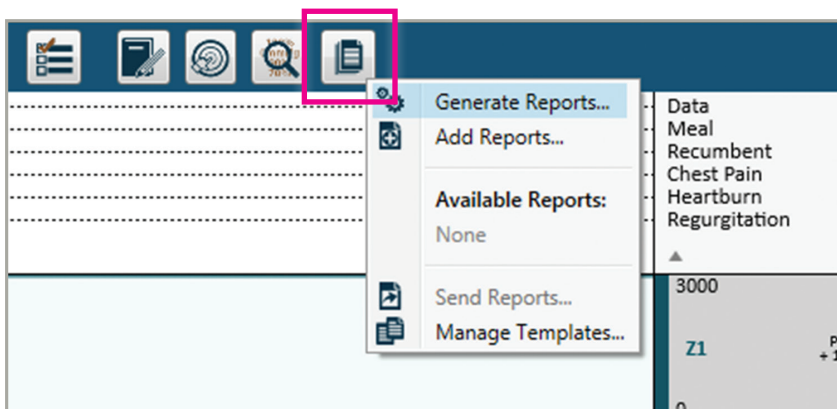 Generate Reports...
Add Reports...
Available Reports:
None
Send Reports...
Manage Templates...
Data
Meal
Recumbent
Chest Pain
Heartburn
Regurgitation
3000
Z1
P
+ 1
0